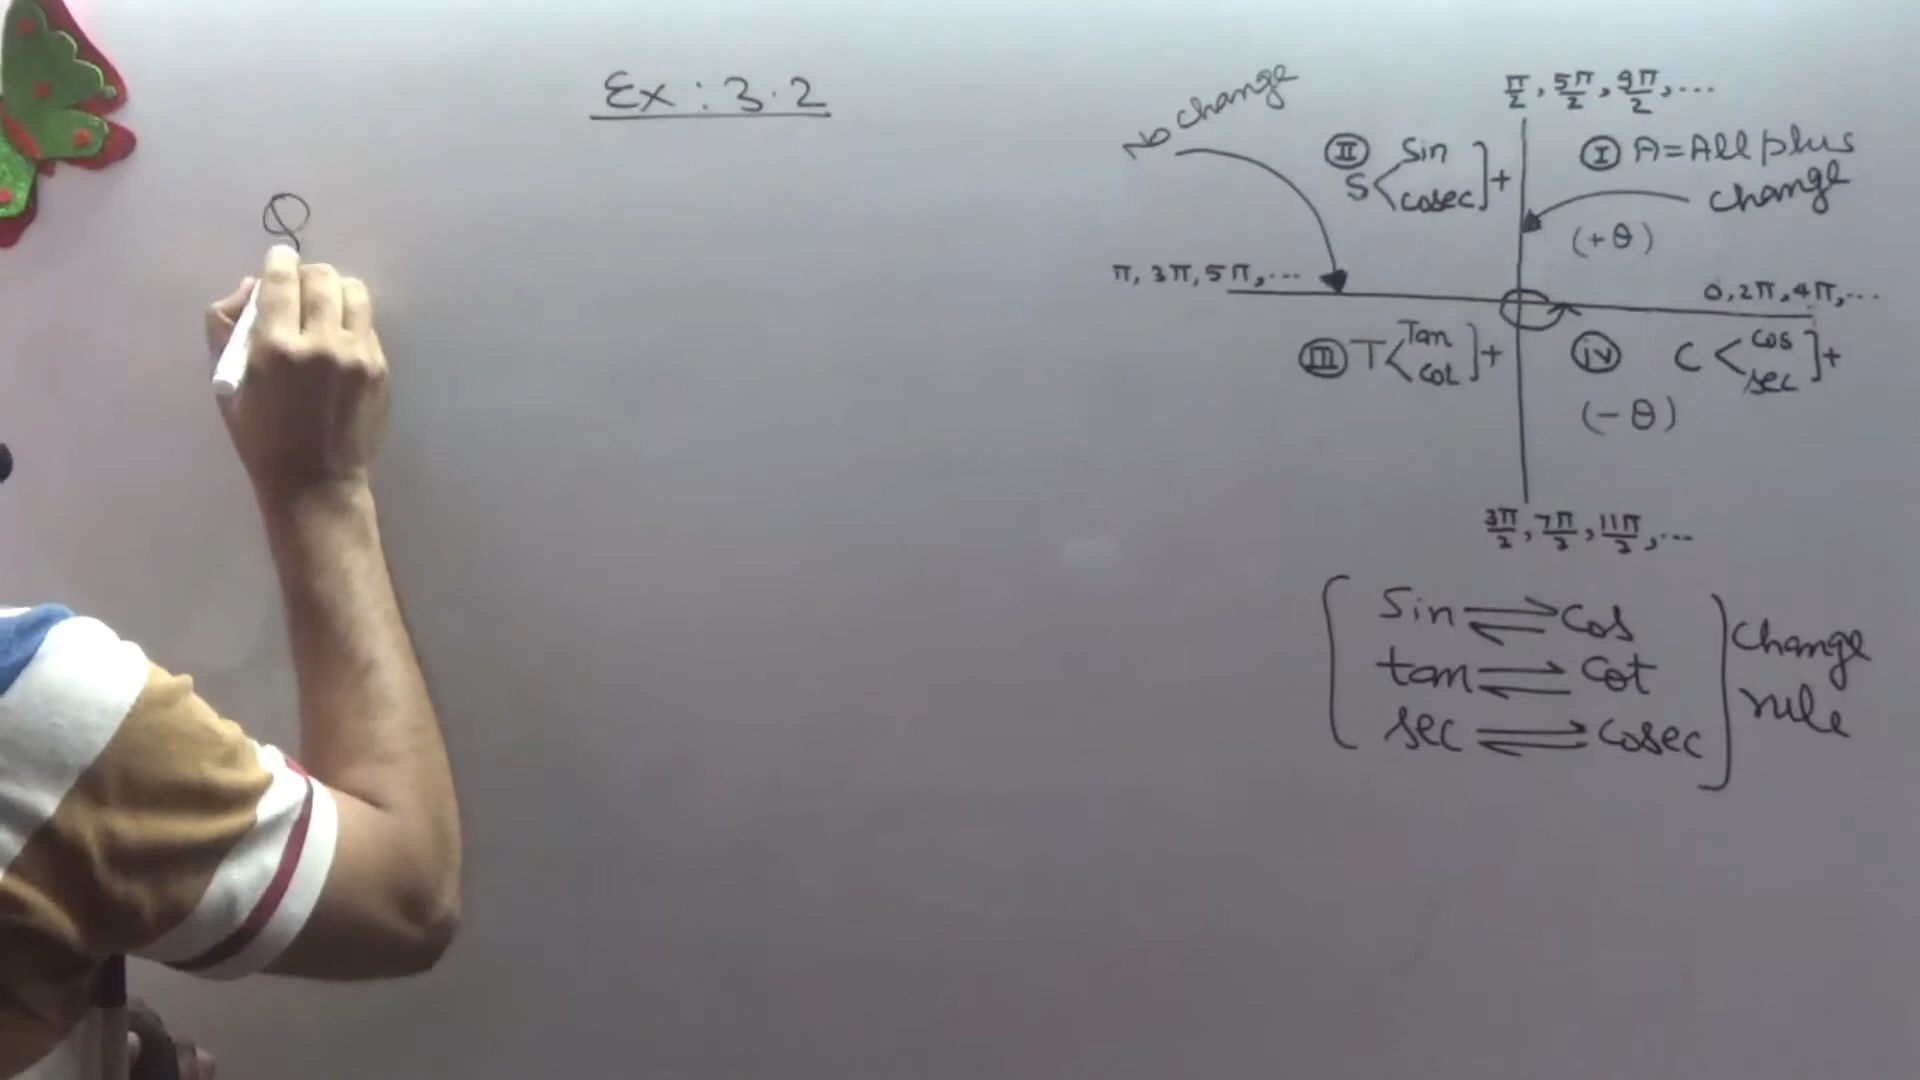 Ex : 3.2
Q
No change
π/2, 5π/2, 9π/2, ...
II S < Sin cosec ] +
I A = All plus
change
(+θ)
π, 3π, 5π, ...
0, 2π, 4π, ...
III T < Tan Cot ] +
iv C < cos sec ] +
(-θ)
3π/2, 7π/2, 11π/2, ...
Sin ⇌ Cos
tan ⇌ Cot
sec ⇌ cosec
Change rule